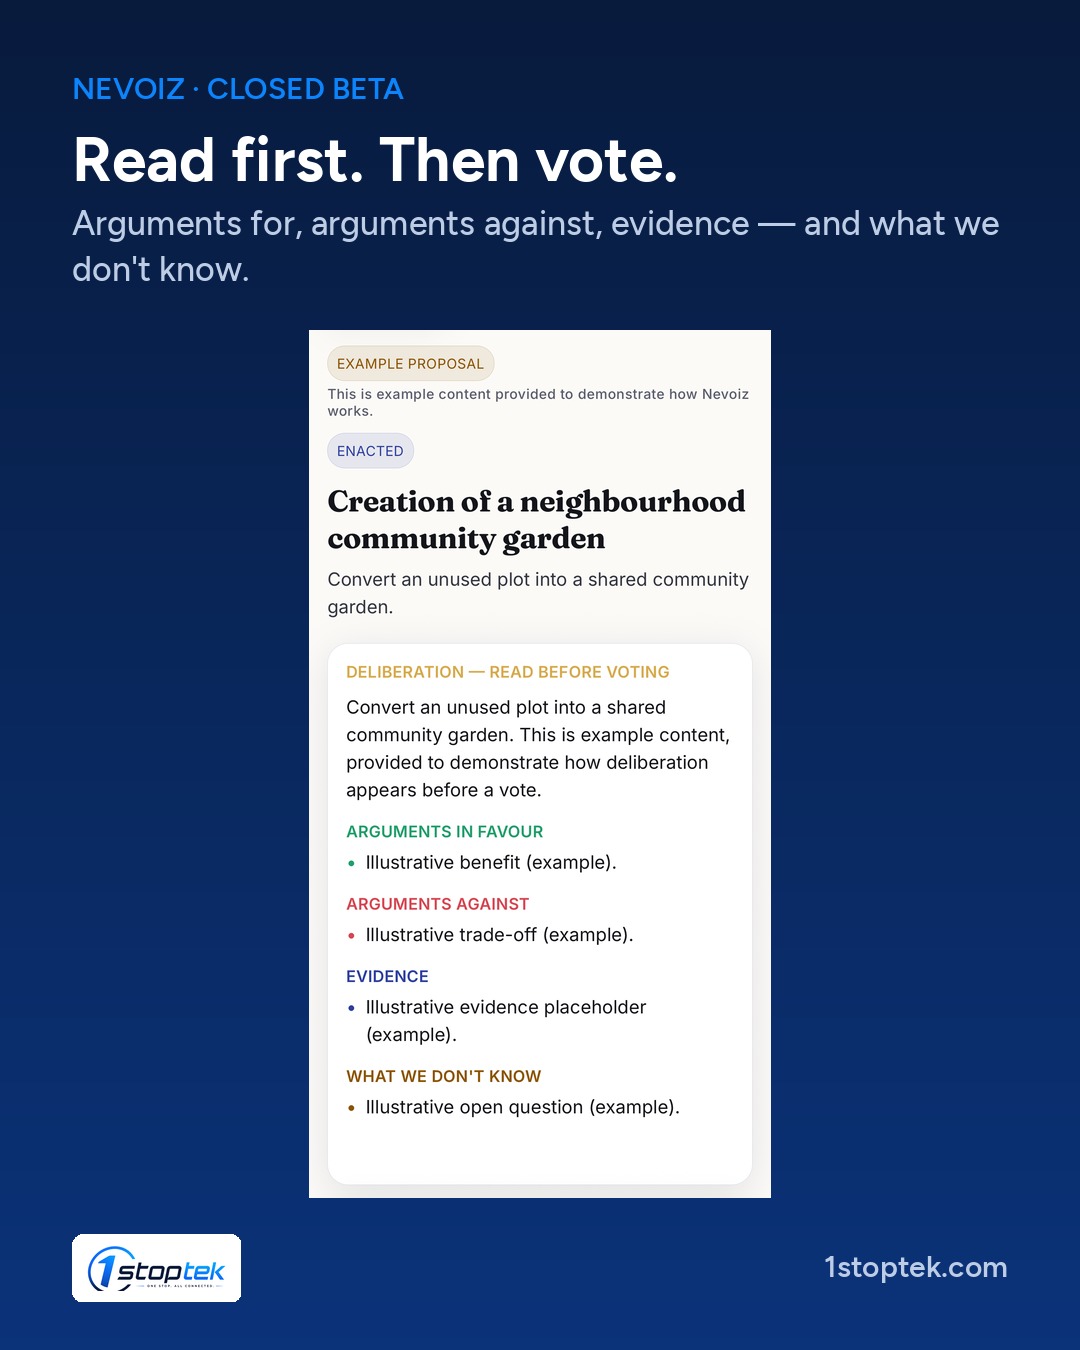 NEVOIZ · CLOSED BETA
Read first. Then vote.
Arguments for, arguments against, evidence — and what we
don't know.
EXAMPLE PROPOSAL
This is example content provided to demonstrate how Nevoiz
works.
ENACTED
Creation of a neighbourhood
community garden
Convert an unused plot into a shared community
garden.
DELIBERATION — READ BEFORE VOTING
Convert an unused plot into a shared
community garden. This is example content,
provided to demonstrate how deliberation
appears before a vote.
ARGUMENTS IN FAVOUR
• Illustrative benefit (example).
ARGUMENTS AGAINST
• Illustrative trade-off (example).
EVIDENCE
• Illustrative evidence placeholder
(example).
WHAT WE DON'T KNOW
• Illustrative open question (example).
1stoptek
ONE STOP. ALL CONNECTED.
1stoptek.com